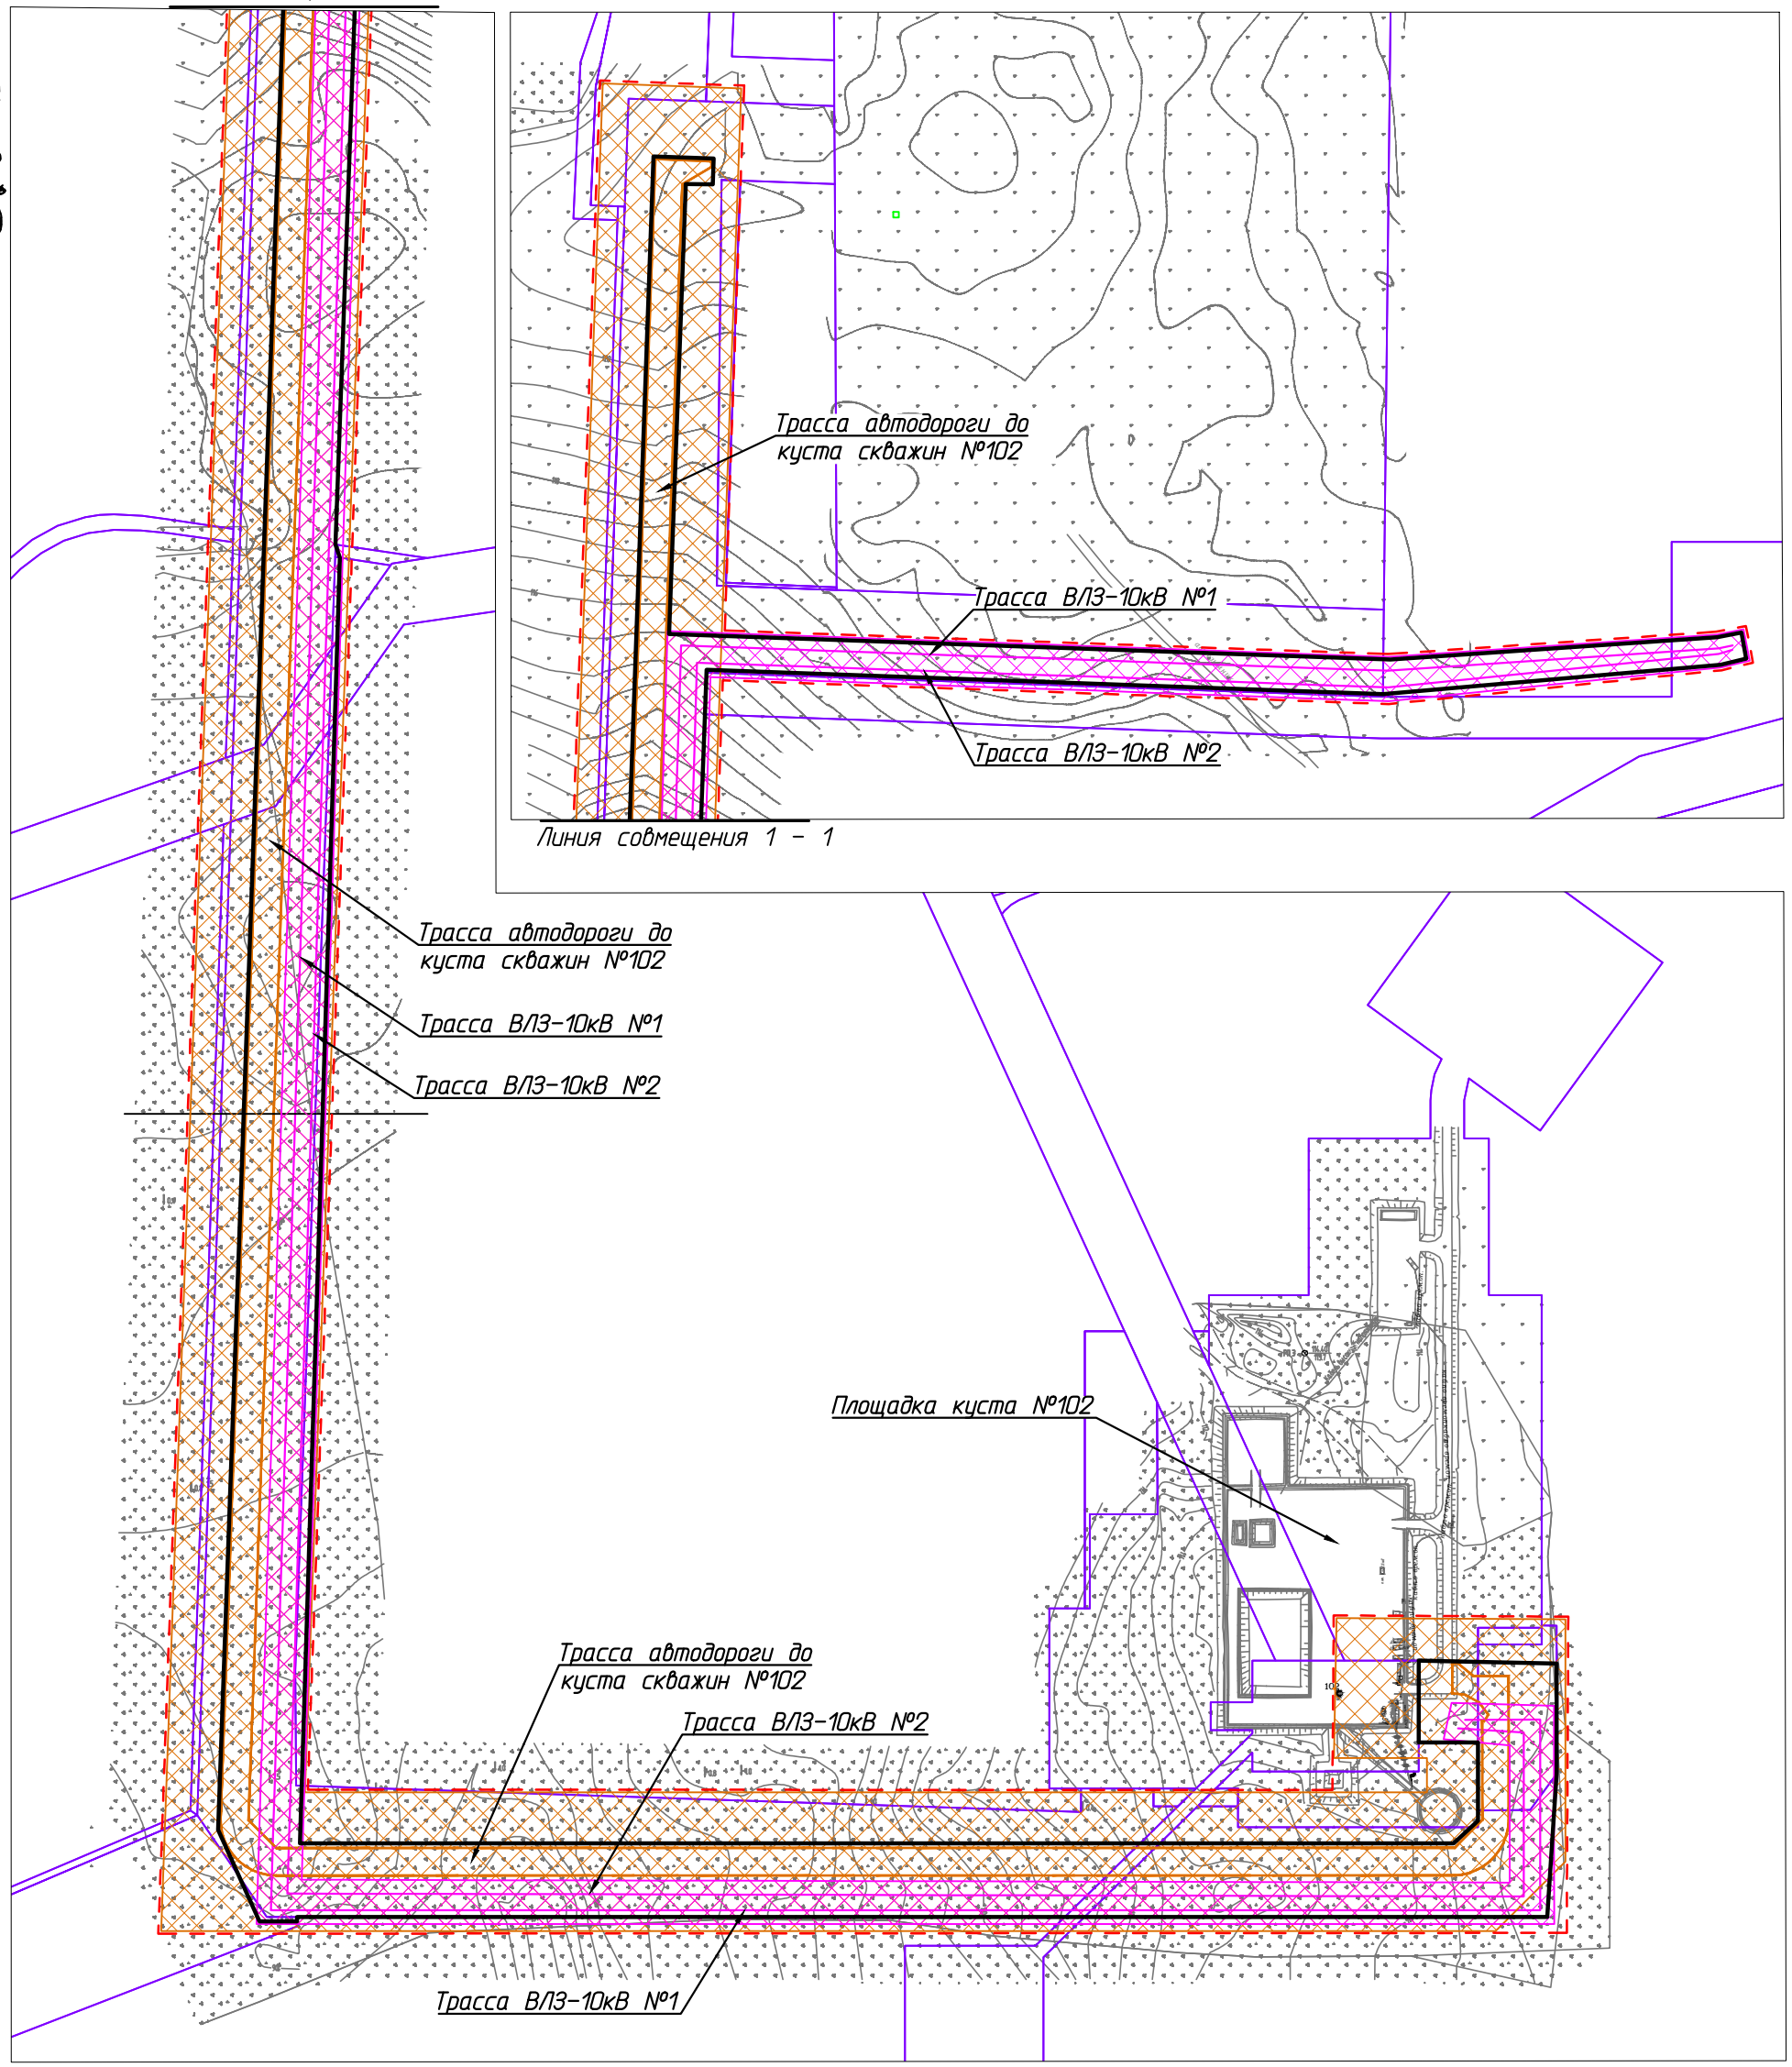 Трасса автодороги до
куста скважин №102
Трасса ВЛЗ-10кВ №1
Трасса ВЛЗ-10кВ №2
Линия совмещения 1 - 1
Трасса автодороги до
куста скважин №102
Трасса ВЛЗ-10кВ №1
Трасса ВЛЗ-10кВ №2
Площадка куста №102
Трасса автодороги до
куста скважин №102
Трасса ВЛЗ-10кВ №2
Трасса ВЛЗ-10кВ №1